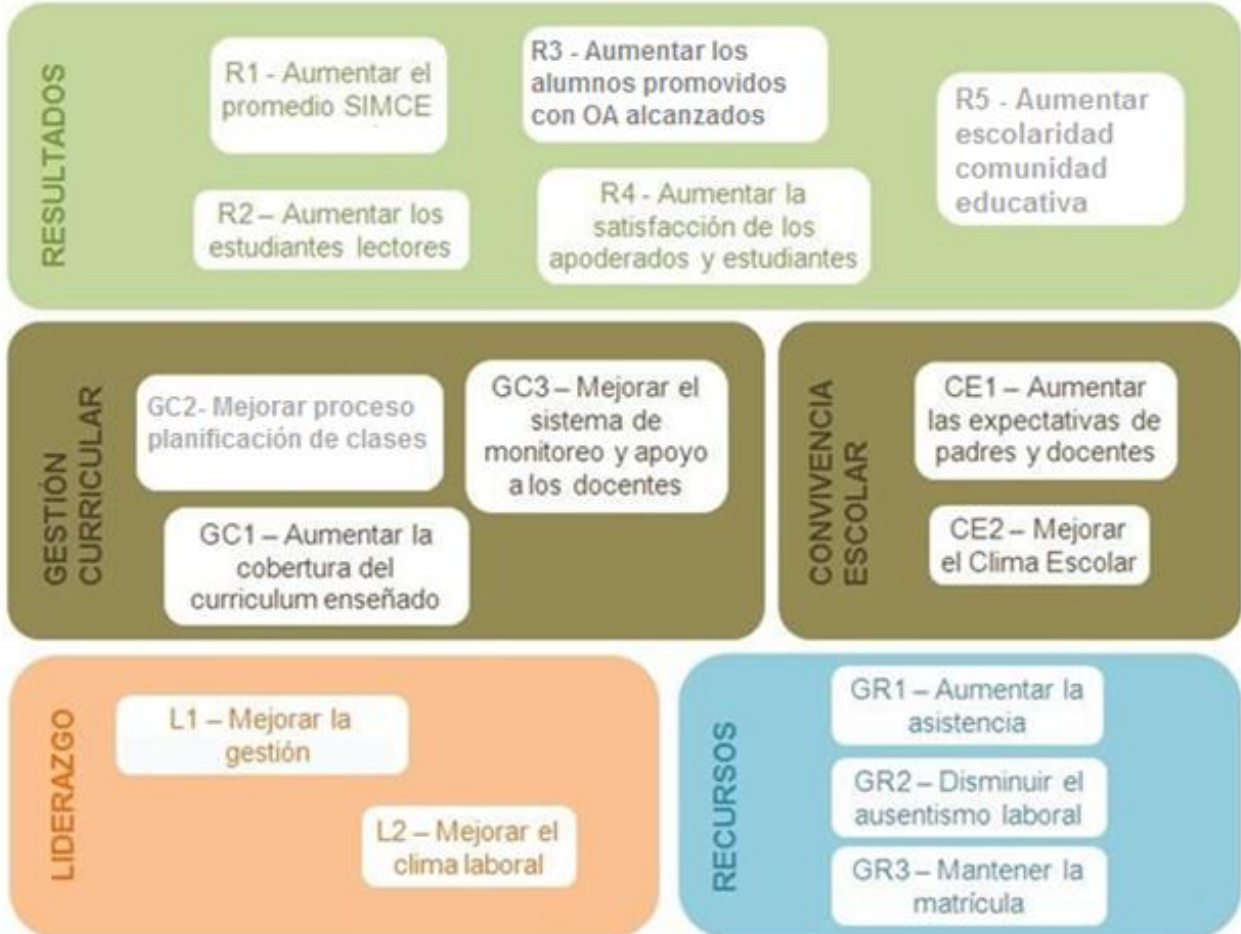 RESULTADOS
R1 - Aumentar el
promedio SIMCE
R2 – Aumentar los
estudiantes lectores
R3 - Aumentar los
alumnos promovidos
con OA alcanzados
R4 - Aumentar la
satisfacción de los
apoderados y estudiantes
R5 - Aumentar
escolaridad
comunidad
educativa
GESTIÓN
CURRICULAR
GC2- Mejorar proceso
planificación de clases
GC3 – Mejorar el
sistema de
monitoreo y apoyo
a los docentes
GC1 – Aumentar la
cobertura del
curriculum enseñado
CONVIVENCIA
ESCOLAR
CE1 – Aumentar
las expectativas de
padres y docentes
CE2 – Mejorar
el Clima Escolar
LIDERAZGO
L1 – Mejorar la
gestión
L2 – Mejorar el
clima laboral
RECURSOS
GR1 – Aumentar la
asistencia
GR2 – Disminuir el
ausentismo laboral
GR3 – Mantener la
matrícula